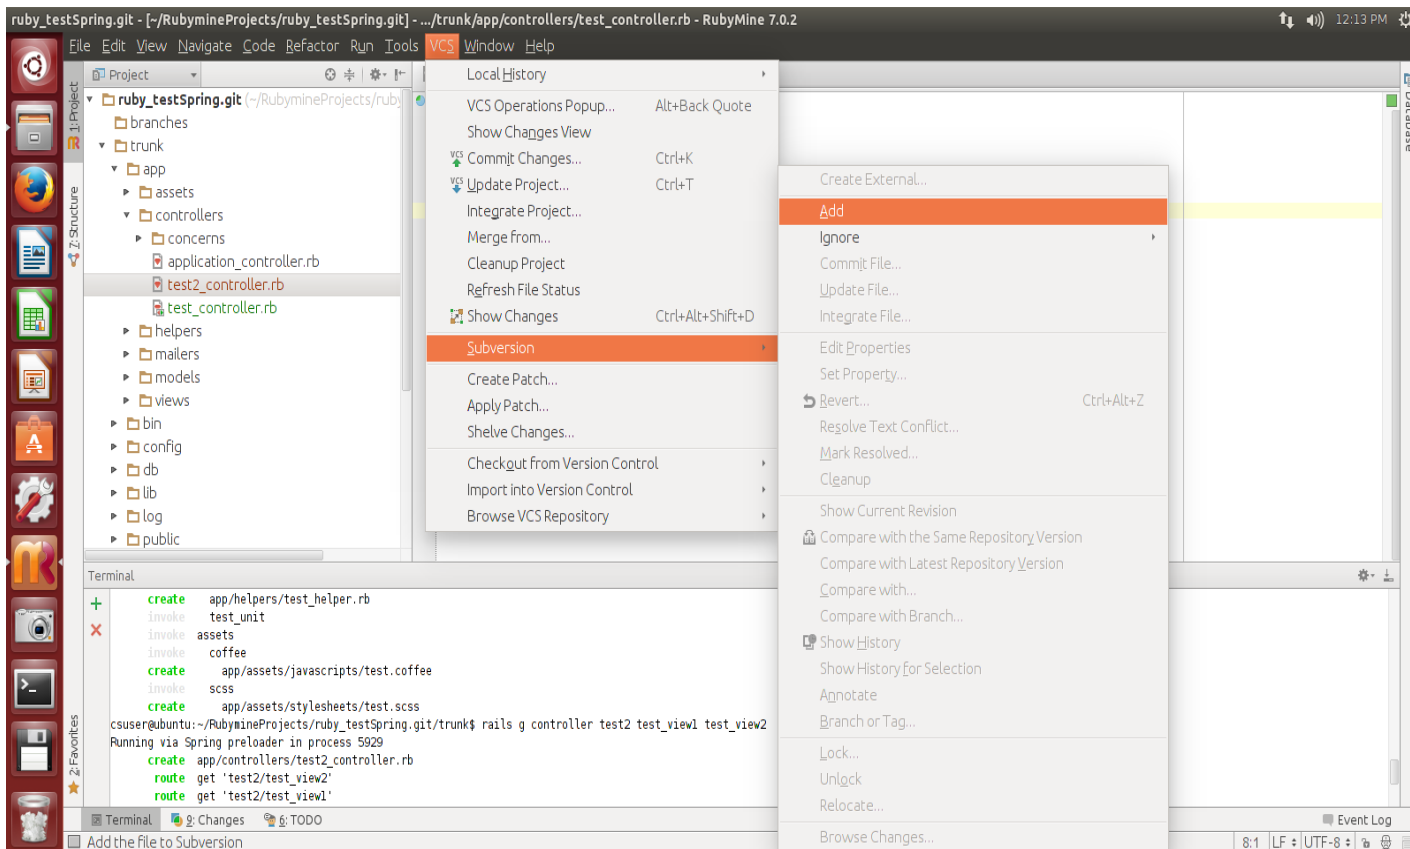 ruby_testSpring.git - [~/RubymineProjects/ruby_testSpring.git] - .../trunk/app/controllers/test_controller.rb - RubyMine 7.0.2
12:13 PM
File Edit View Navigate Code Refactor Run Tools VCS Window Help
Project
1: Project
7: Structure
2: Favorites
ruby_testSpring.git (~/RubymineProjects/ruby
branches
trunk
app
assets
controllers
concerns
application_controller.rb
test2_controller.rb
test_controller.rb
helpers
mailers
models
views
bin
config
db
lib
log
public
Local History
VCS Operations Popup... Alt+Back Quote
Show Changes View
Commit Changes... Ctrl+K
Update Project... Ctrl+T
Integrate Project...
Merge from...
Cleanup Project
Refresh File Status
Show Changes Ctrl+Alt+Shift+D
Subversion
Create Patch...
Apply Patch...
Shelve Changes...
Checkout from Version Control
Import into Version Control
Browse VCS Repository
Create External...
Add
Ignore
Commit File...
Update File...
Integrate File...
Edit Properties
Set Property...
Revert... Ctrl+Alt+Z
Resolve Text Conflict...
Mark Resolved...
Cleanup
Show Current Revision
Compare with the Same Repository Version
Compare with Latest Repository Version
Compare with...
Compare with Branch...
Show History
Show History for Selection
Annotate
Branch or Tag...
Lock...
Unlock
Relocate...
Browse Changes...
Database
Terminal
create app/helpers/test_helper.rb
invoke test_unit
invoke assets
invoke coffee
create app/assets/javascripts/test.coffee
invoke scss
create app/assets/stylesheets/test.scss
csuser@ubuntu:~/RubymineProjects/ruby_testSpring.git/trunk$ rails g controller test2 test_view1 test_view2
Running via Spring preloader in process 5929
create app/controllers/test2_controller.rb
route get 'test2/test_view2'
route get 'test2/test_view1'
Terminal 9: Changes 6: TODO
Event Log
Add the file to Subversion
8:1 LF UTF-8